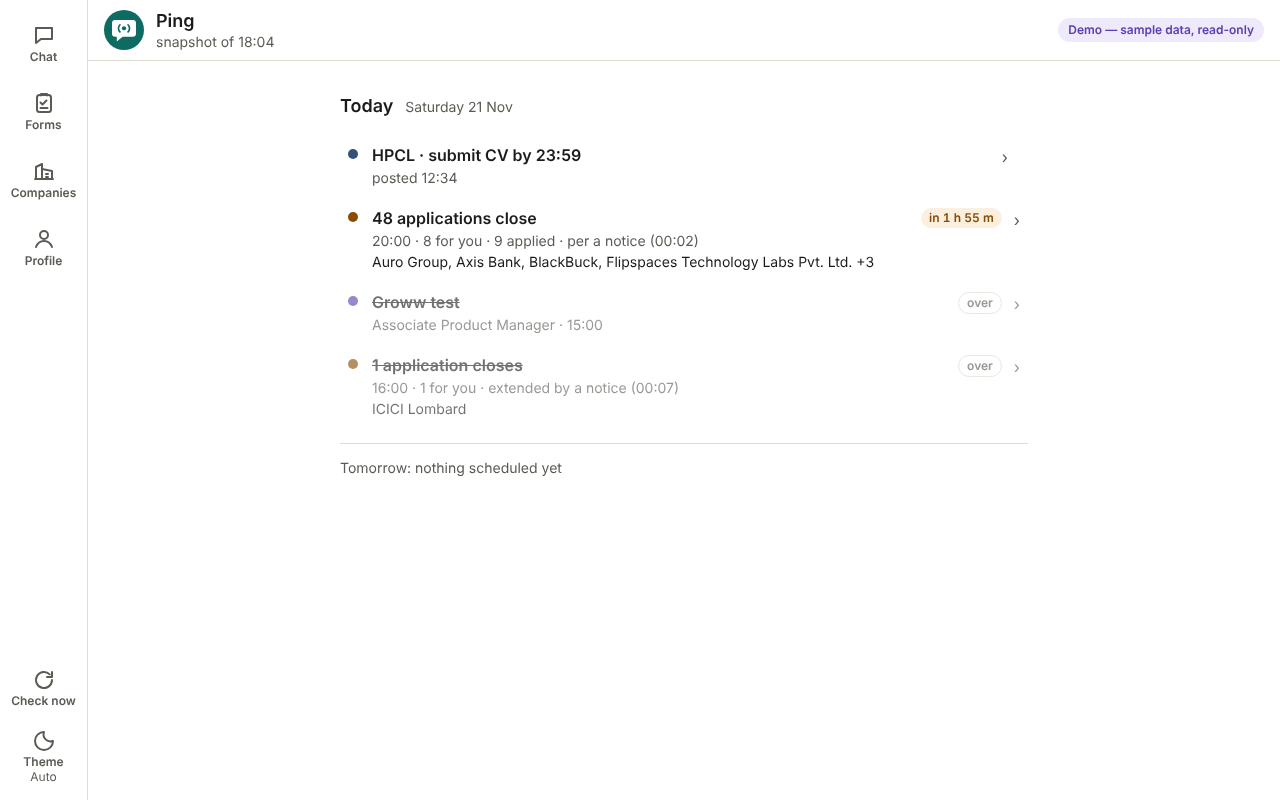 Ping
snapshot of 18:04
Demo — sample data, read-only
Chat
Forms
Companies
Profile
Check now
Theme
Auto
Today Saturday 21 Nov
HPCL · submit CV by 23:59
posted 12:34
48 applications close in 1 h 55 m
20:00 · 8 for you · 9 applied · per a notice (00:02)
Auro Group, Axis Bank, BlackBuck, Flipspaces Technology Labs Pvt. Ltd. +3
Groww test over
Associate Product Manager · 15:00
1 application closes over
16:00 · 1 for you · extended by a notice (00:07)
ICICI Lombard
Tomorrow: nothing scheduled yet